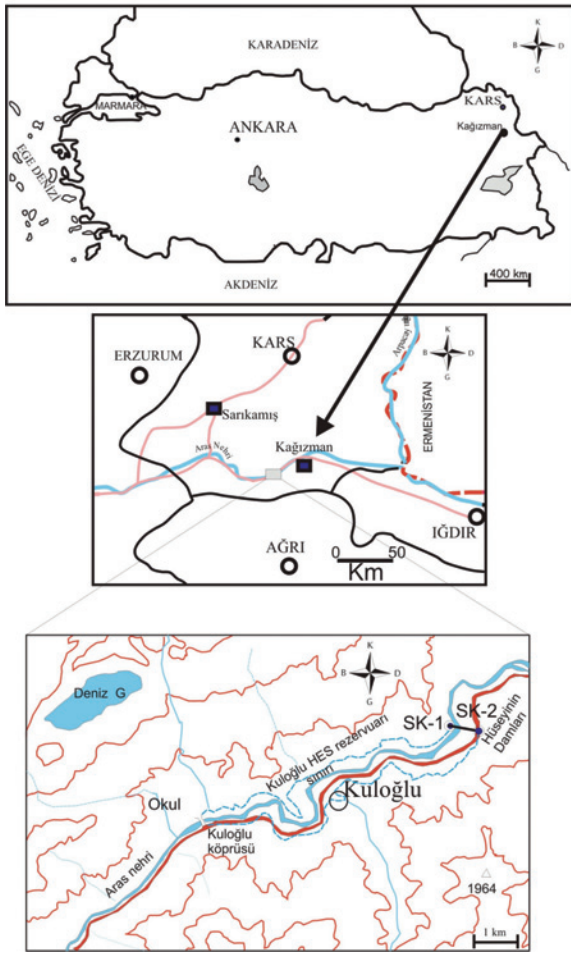 KARADENİZ
K
B
D
G
MARMARA
KARS
Kağızman
ANKARA
EGE DENİZİ
400 km
AKDENİZ
K
B
D
G
KARS
ERZURUM
ERMENİSTAN
Sarıkamış
Aras Nehri
Kağızman
IĞDIR
AĞRI
0 50
Km
K
B
D
G
Deniz G
SK-1
SK-2
Hüseyinin
Damları
Kuloğlu HES rezervuarı
sınırı
Kuloğlu
Okul
Kuloğlu
köprüsü
Aras nehri
1964
1 km